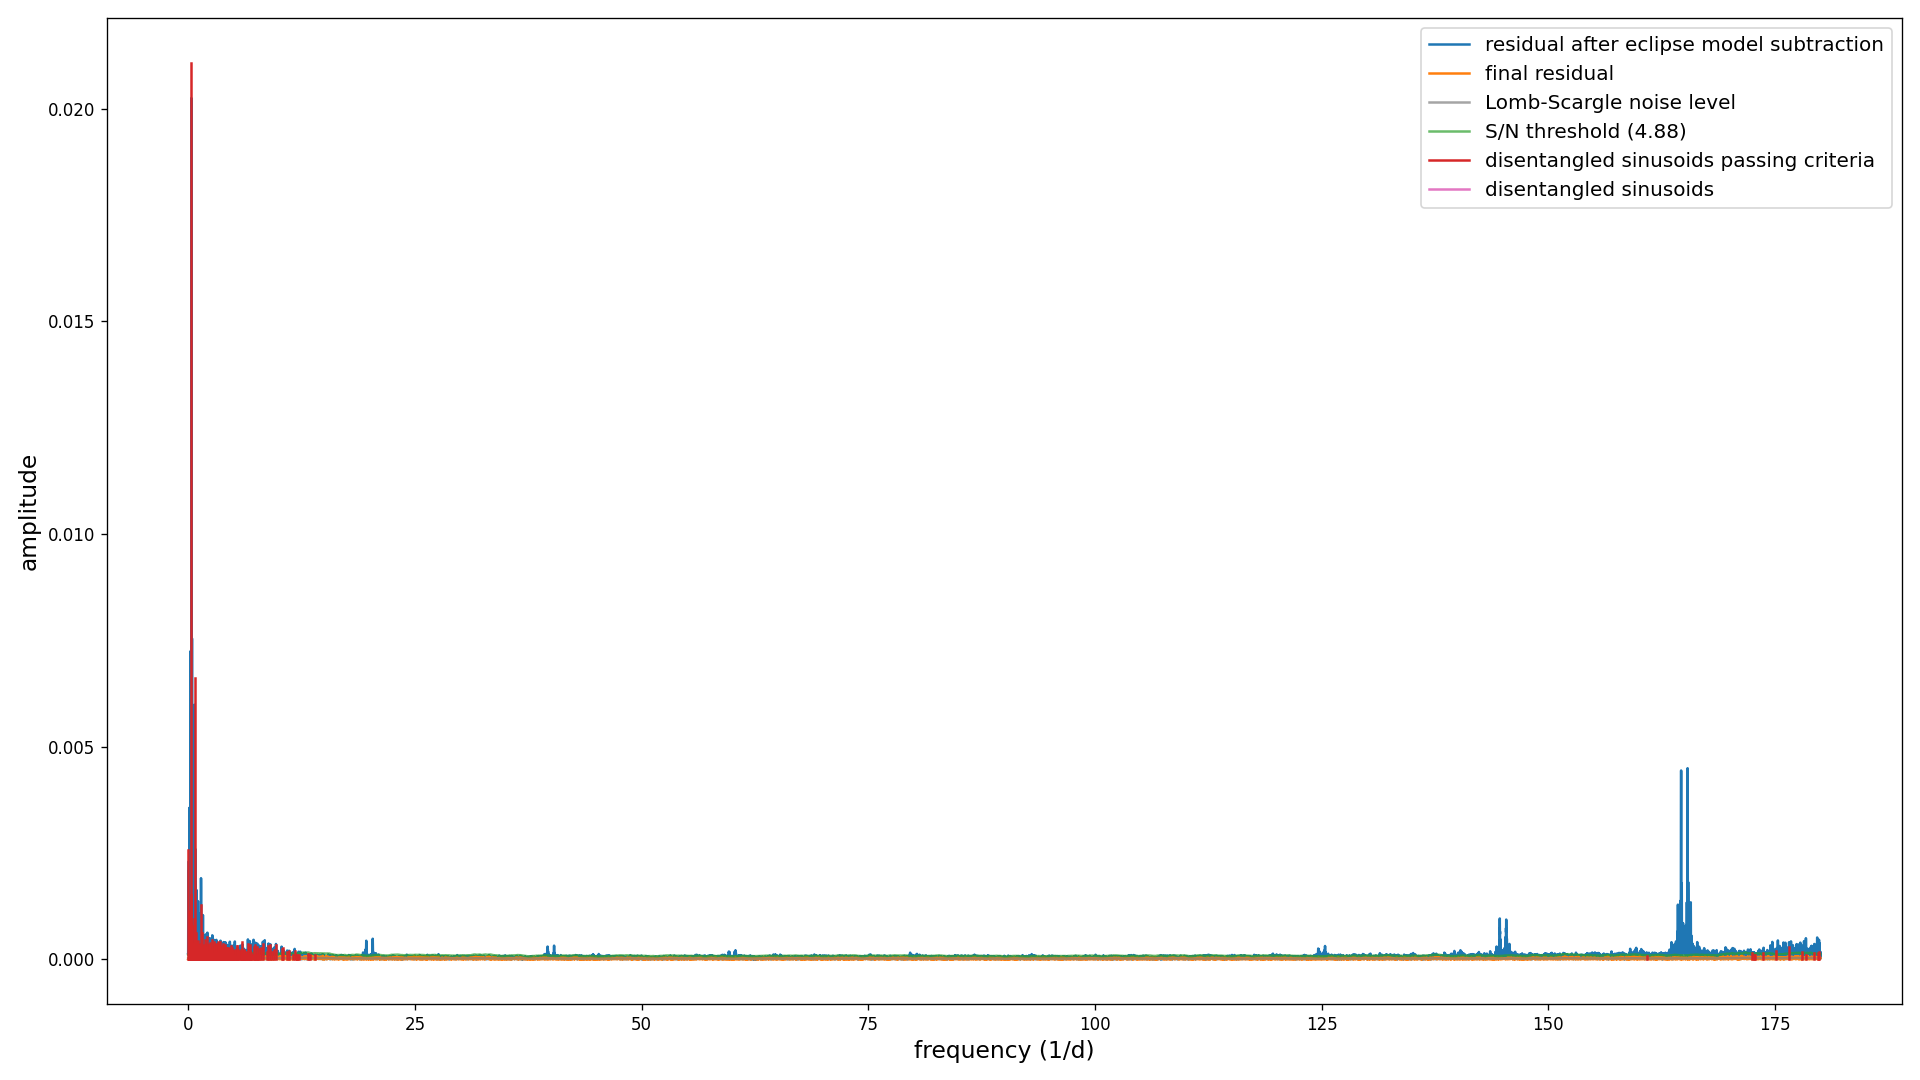 residual after eclipse model subtraction
final residual
Lomb-Scargle noise level
S/N threshold (4.88)
disentangled sinusoids passing criteria
disentangled sinusoids
0.020
0.015
0.010
0.005
0.000
amplitude
0 25 50 75 100 125 150 175
frequency (1/d)